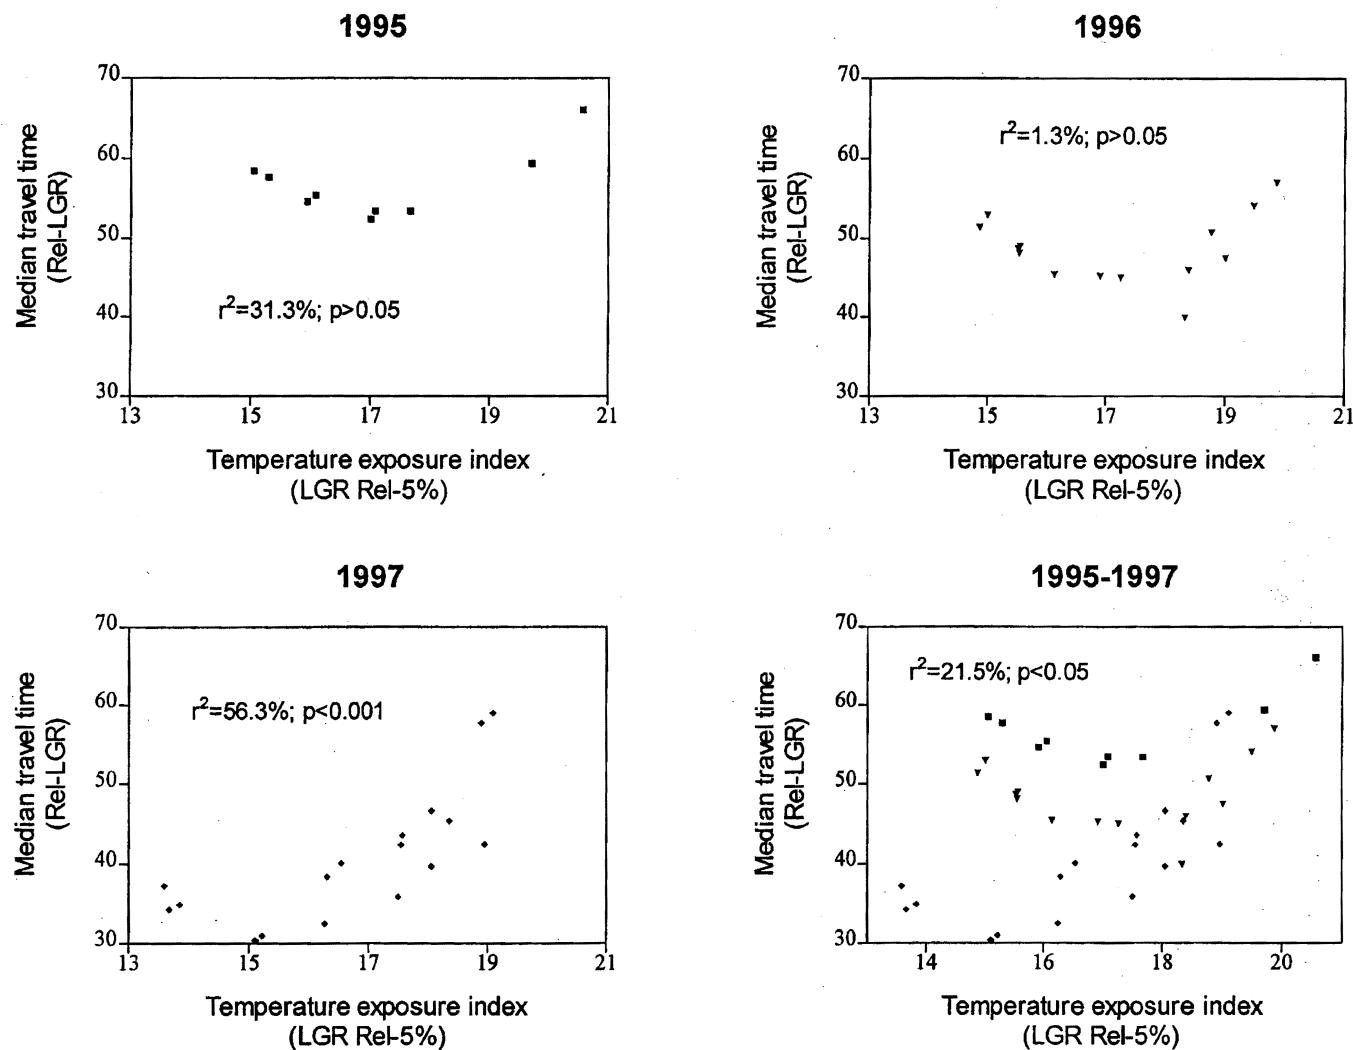 1995
70
60
50
40
30
Median travel time
(Rel-LGR)
r²=31.3%; p>0.05
13 15 17 19 21
Temperature exposure index
(LGR Rel-5%)
1996
70
60
50
40
30
Median travel time
(Rel-LGR)
r²=1.3%; p>0.05
13 15 17 19 21
Temperature exposure index
(LGR Rel-5%)
1997
70
60
50
40
30
Median travel time
(Rel-LGR)
r²=56.3%; p<0.001
13 15 17 19 21
Temperature exposure index
(LGR Rel-5%)
1995-1997
70
60
50
40
30
Median travel time
(Rel-LGR)
r²=21.5%; p<0.05
14 16 18 20
Temperature exposure index
(LGR Rel-5%)